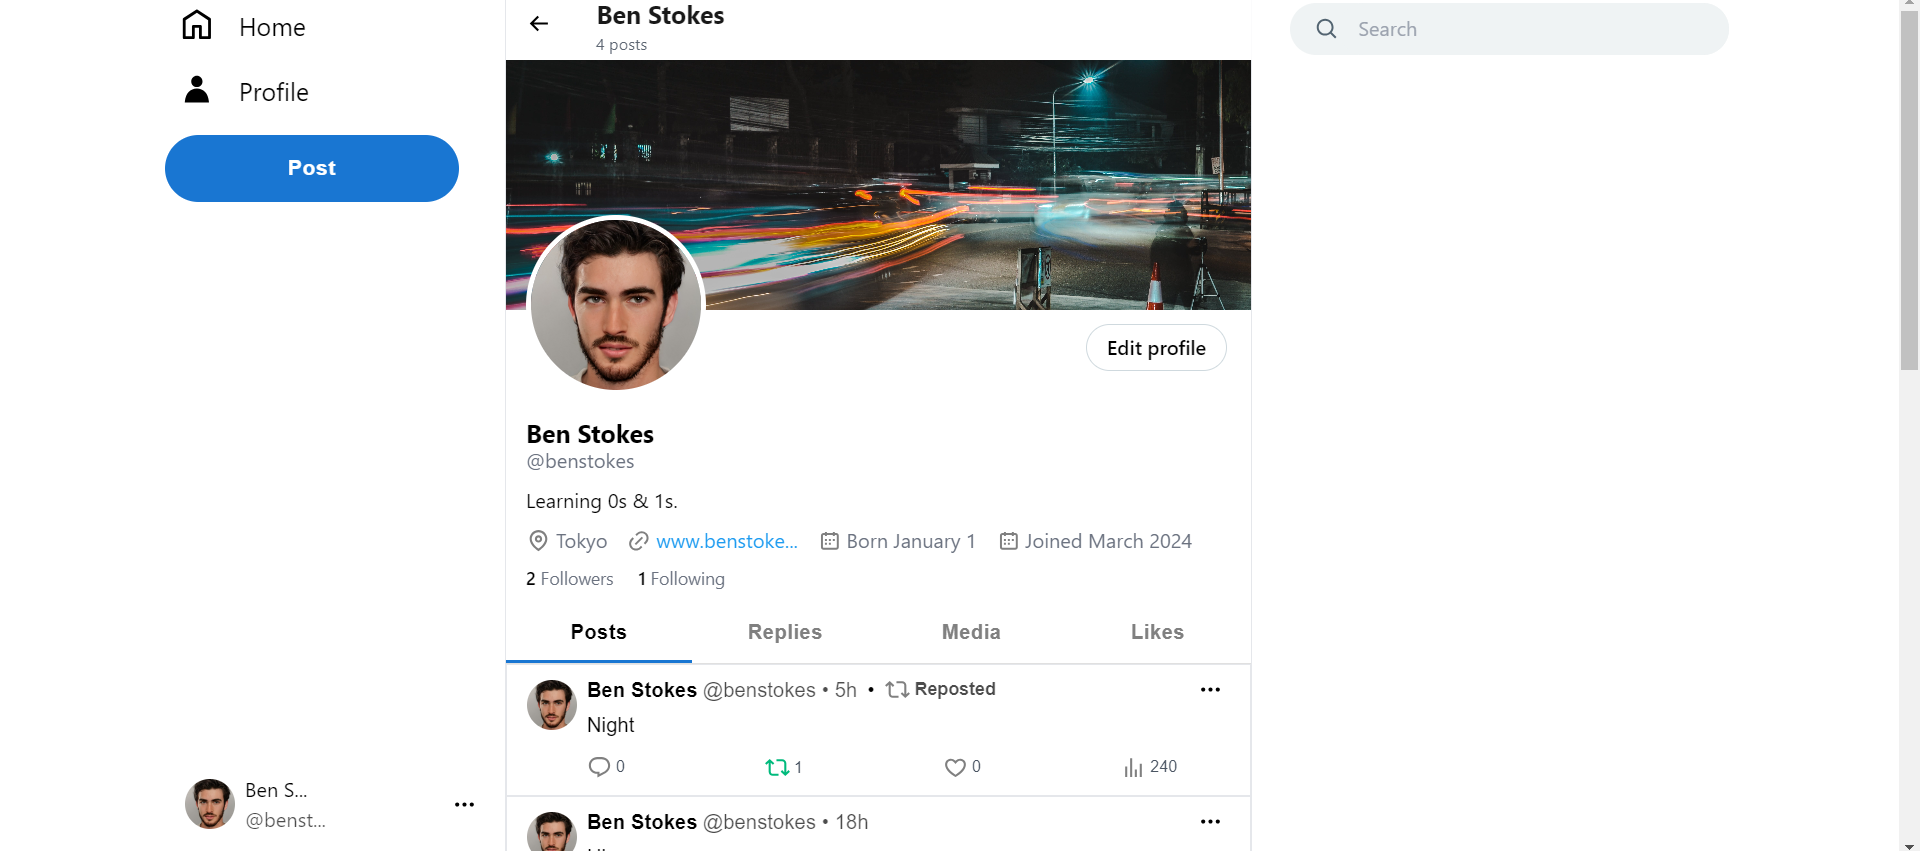 Home
Profile
Post
Ben S...
@benst...
Ben Stokes
4 posts
Edit profile
Ben Stokes
@benstokes
Learning 0s & 1s.
Tokyo www.benstoke... Born January 1 Joined March 2024
2 Followers 1 Following
Posts Replies Media Likes
Ben Stokes @benstokes • 5h • Reposted
Night
0 1 0 240
Ben Stokes @benstokes • 18h
Search